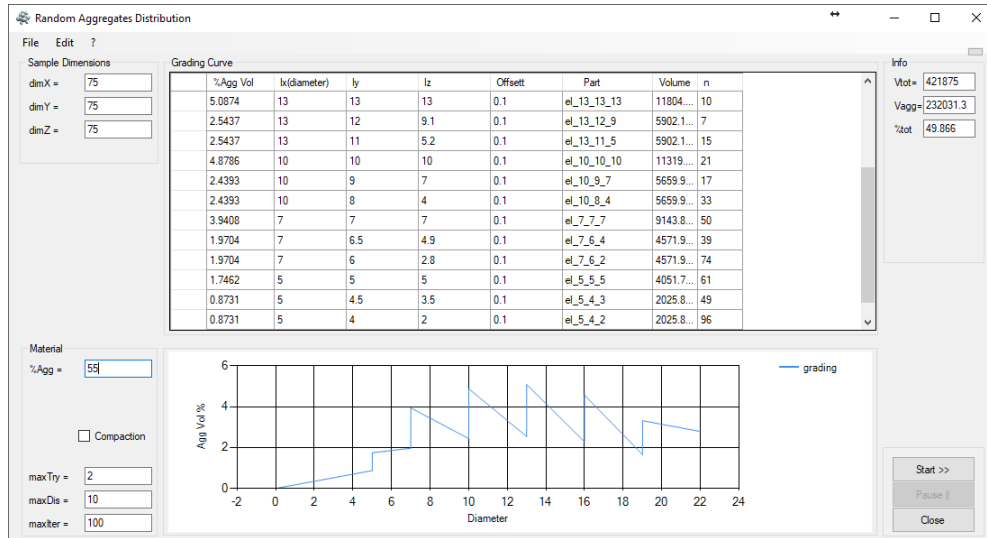 Random Aggregates Distribution
File Edit ?
Sample Dimensions
dimX = 75
dimY = 75
dimZ = 75
Grading Curve
%Agg Vol lx(diameter) ly lz Offsett Part Volume n
5.0874 13 13 13 0.1 el_13_13_13 11804.... 10
2.5437 13 12 9.1 0.1 el_13_12_9 5902.1... 7
2.5437 13 11 5.2 0.1 el_13_11_5 5902.1... 15
4.8786 10 10 10 0.1 el_10_10_10 11319.... 21
2.4393 10 9 7 0.1 el_10_9_7 5659.9... 17
2.4393 10 8 4 0.1 el_10_8_4 5659.9... 33
3.9408 7 7 7 0.1 el_7_7_7 9143.8... 50
1.9704 7 6.5 4.9 0.1 el_7_6_4 4571.9... 39
1.9704 7 6 2.8 0.1 el_7_6_2 4571.9... 74
1.7462 5 5 5 0.1 el_5_5_5 4051.7... 61
0.8731 5 4.5 3.5 0.1 el_5_4_3 2025.8... 49
0.8731 5 4 2 0.1 el_5_4_2 2025.8... 96
Info
Vtot= 421875
Vagg= 232031.3
%tot 49.866
Material
%Agg = 55
Compaction
maxTry = 2
maxDis = 10
maxIter = 100
6
4
2
0
Agg Vol %
-2 0 2 4 6 8 10 12 14 16 18 20 22 24
Diameter
grading
Start >>
Pause ||
Close